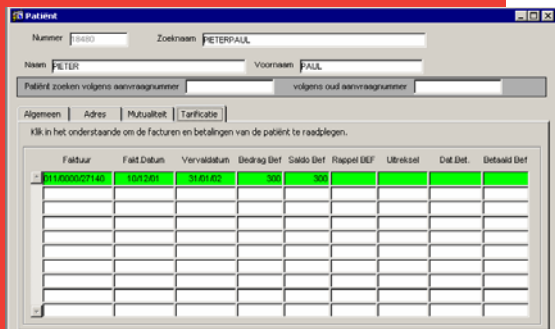 Patiënt
Nummer 18480 Zoeknaam PIETERPAUL
Naam PIETER Voornaam PAUL
Patiënt zoeken volgens aanvraagnummer volgens oud aanvraagnummer
Algemeen Adres Mutualiteit Tarificatie
Klik in het onderstaande om de facturen en betalingen van de patiënt te raadplegen.
Faktuur Fakt.Datum Vervaldatum Bedrag Bef Saldo Bef Rappel BEF Uitreksel Dat.Bet. Betaald Bef
011/0000/27140 10/12/01 31/01/02 300 300